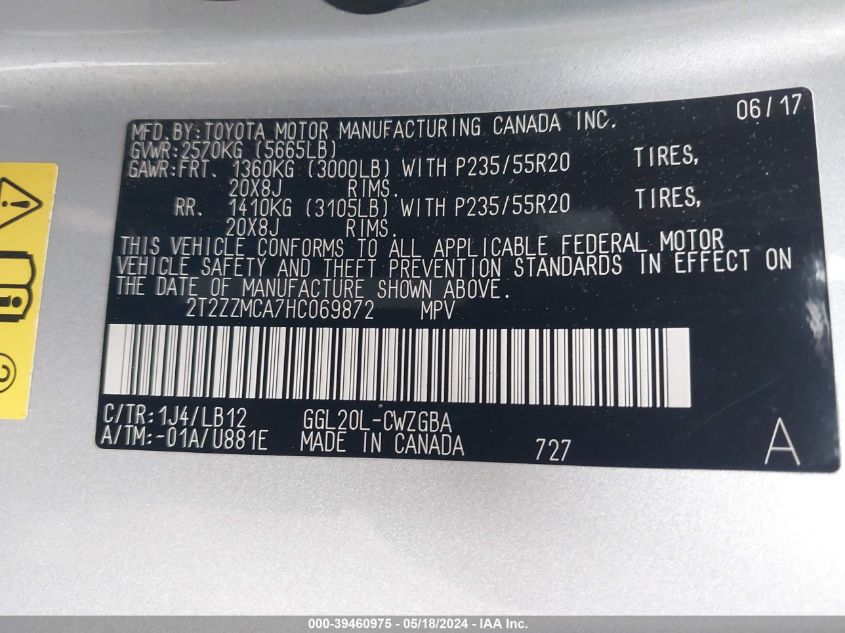 06/17
MFD.BY:TOYOTA MOTOR MANUFACTURING CANADA INC.
GVWR:2570KG (5665LB)
GAWR:FRT. 1360KG (3000LB) WITH P235/55R20 TIRES,
20X8J RIMS.
RR. 1410KG (3105LB) WITH P235/55R20 TIRES,
20X8J RIMS.
THIS VEHICLE CONFORMS TO ALL APPLICABLE FEDERAL MOTOR
VEHICLE SAFETY AND THEFT PREVENTION STANDARDS IN EFFECT ON
THE DATE OF MANUFACTURE SHOWN ABOVE.
2T2ZZMCA7HC069872 MPV
C/TR:1J4/LB12 GGL20L-CWZGBA
A/TM:-01A/U881E MADE IN CANADA 727 A
2
000-39460975 - 05/18/2024 - IAA Inc.